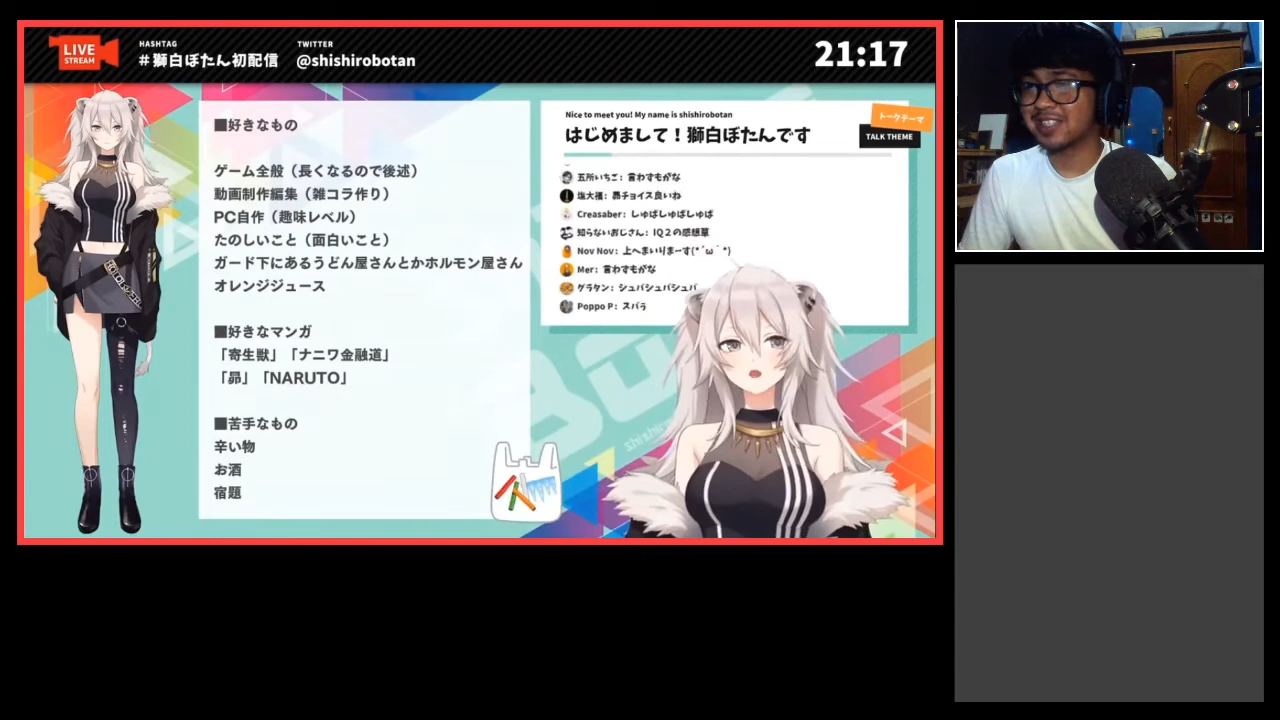 LIVE
STREAM
HASHTAG
#獅白ぼたん初配信
TWITTER
@shishirobotan
21:17
■好きなもの
ゲーム全般（長くなるので後述）
動画制作編集（雑コラ作り）
PC自作（趣味レベル）
たのしいこと（面白いこと）
ガード下にあるうどん屋さんとかホルモン屋さん
オレンジジュース
■好きなマンガ
「寄生獣」「ナニワ金融道」
「昴」「NARUTO」
■苦手なもの
辛い物
お酒
宿題
Nice to meet you! My name is shishirobotan
はじめまして！獅白ぼたんです
トークテーマ
TALK THEME
五所いちご: 言わすもがな
塩大福: 昴チョイス良いね
Creasaber: しゅばしゅばしゅば
知らないおじさん: IQ2の感想草
Nov Nov: 上へまいりまーす(*´ω｀*)
Mer: 言わすもがな
グラタン: シュバシュバシュバ
Poppo P: スバゥ